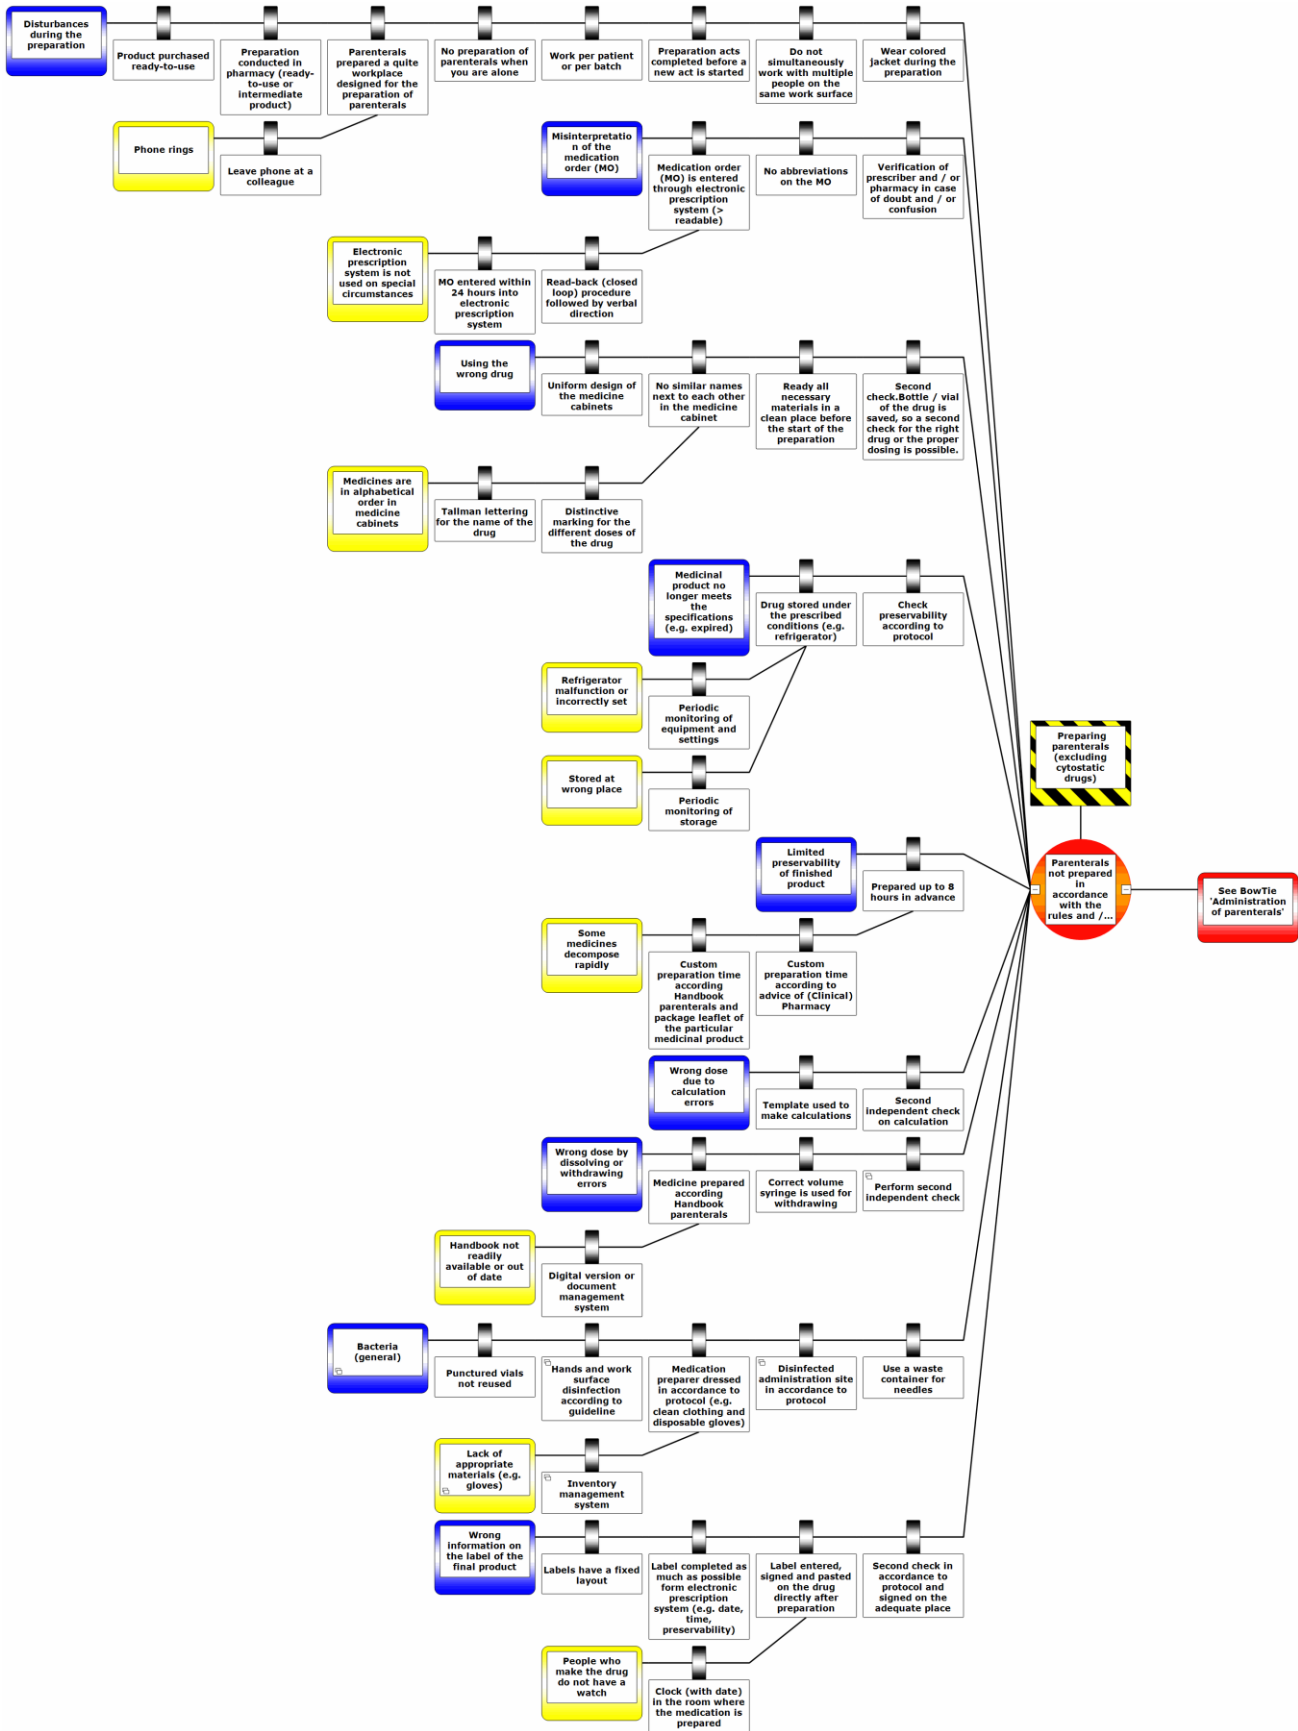 Disturbances
during the
preparation
Product purchased
ready-to-use
Preparation
conducted in
pharmacy (ready-
to-use or
intermediate
product)
Parenterals
prepared a quite
workplace
designed for the
preparation of
parenterals
No preparation of
parenterals when
you are alone
Work per patient
or per batch
Preparation acts
completed before a
new act is started
Do not
simultaneously
work with multiple
people on the
same work surface
Wear colored
jacket during the
preparation
Phone rings
Leave phone at a
colleague
Misinterpretatio
n of the
medication
order (MO)
Medication order
(MO) is entered
through electronic
prescription
system (>
readable)
No abbreviations
on the MO
Verification of
prescriber and / or
pharmacy in case
of doubt and / or
confusion
Electronic
prescription
system is not
used on special
circumstances
MO entered within
24 hours into
electronic
prescription
system
Read-back (closed
loop) procedure
followed by verbal
direction
Using the
wrong drug
Uniform design of
the medicine
cabinets
No similar names
next to each other
in the medicine
cabinet
Ready all
necessary
materials in a
clean place before
the start of the
preparation
Second
check.Bottle / vial
of the drug is
saved, so a second
check for the right
drug or the proper
dosing is possible.
Medicines are
in alphabetical
order in
medicine
cabinets
Tallman lettering
for the name of the
drug
Distinctive
marking for the
different doses of
the drug
Medicinal
product no
longer meets
the
specifications
(e.g. expired)
Drug stored under
the prescribed
conditions (e.g.
refrigerator)
Check
preservability
according to
protocol
Refrigerator
malfunction or
incorrectly set
Periodic
monitoring of
equipment and
settings
Stored at
wrong place
Periodic
monitoring of
storage
Preparing
parenterals
(excluding
cytostatic
drugs)
Limited
preservability
of finished
product
Prepared up to 8
hours in advance
Parenterals
not prepared
in
accordance
with the
rules and /...
See BowTie
'Administration
of parenterals'
Some
medicines
decompose
rapidly
Custom
preparation time
according
Handbook
parenterals and
package leaflet of
the particular
medicinal product
Custom
preparation time
according to
advice of (Clinical)
Pharmacy
Wrong dose
due to
calculation
errors
Template used to
make calculations
Second
independent check
on calculation
Wrong dose by
dissolving or
withdrawing
errors
Medicine prepared
according
Handbook
parenterals
Correct volume
syringe is used for
withdrawing
Perform second
independent check
Handbook not
readily
available or out
of date
Digital version or
document
management
system
Bacteria
(general)
Punctured vials
not reused
Hands and work
surface
disinfection
according to
guideline
Medication
preparer dressed
in accordance to
protocol (e.g.
clean clothing and
disposable gloves)
Disinfected
administration site
in accordance to
protocol
Use a waste
container for
needles
Lack of
appropriate
materials (e.g.
gloves)
Inventory
management
system
Wrong
information on
the label of the
final product
Labels have a fixed
layout
Label completed as
much as possible
form electronic
prescription
system (e.g. date,
time,
preservability)
Label entered,
signed and pasted
on the drug
directly after
preparation
Second check in
accordance to
protocol and
signed on the
adequate place
People who
make the drug
do not have a
watch
Clock (with date)
in the room where
the medication is
prepared